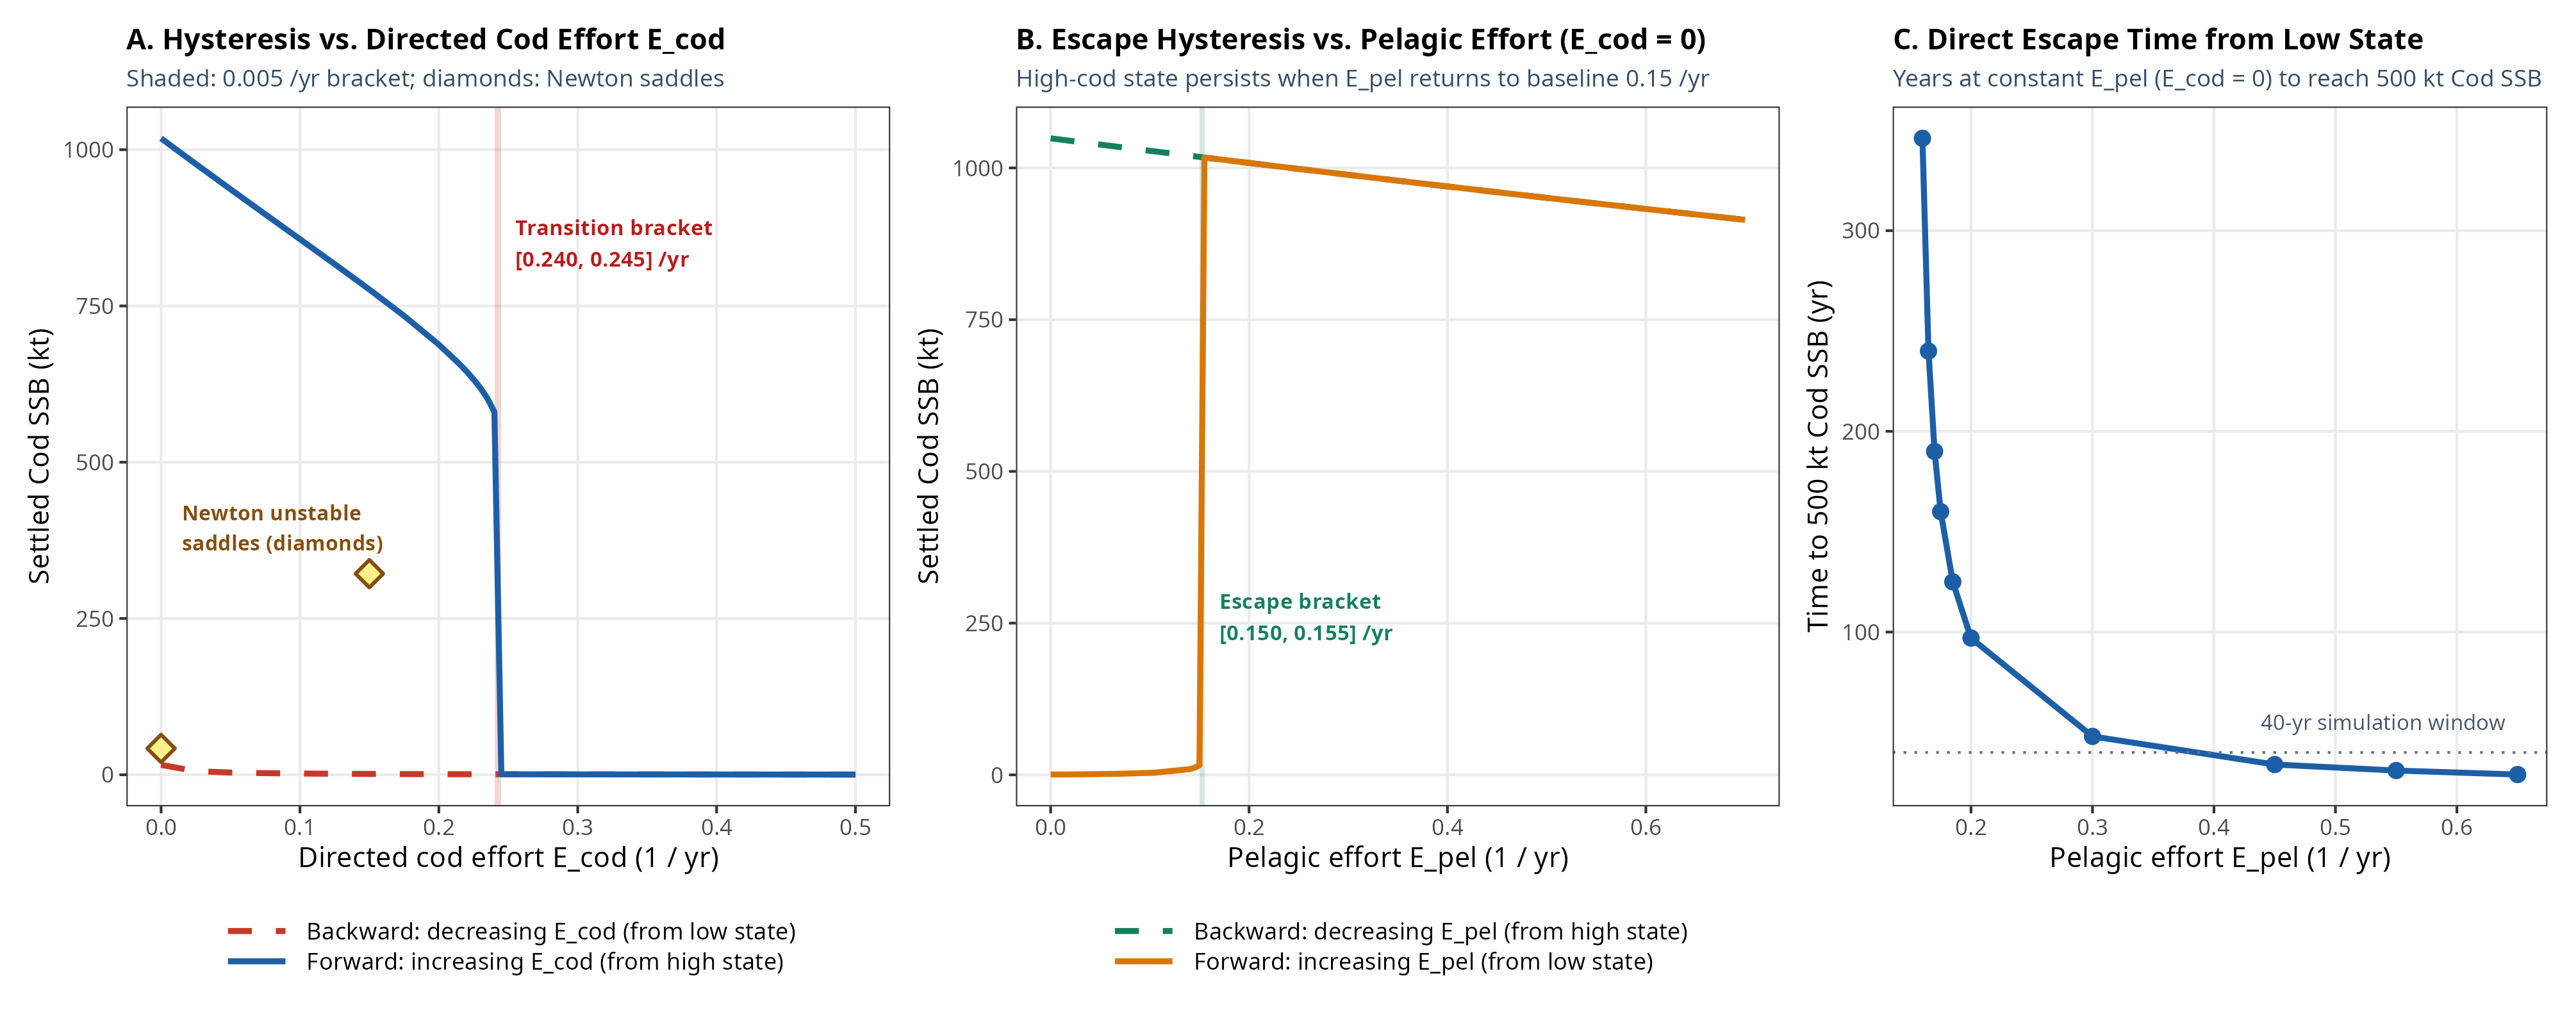 A. Hysteresis vs. Directed Cod Effort E_cod
Shaded: 0.005 /yr bracket; diamonds: Newton saddles
Settled Cod SSB (kt)
1000
750
500
250
0
Transition bracket
[0.240, 0.245] /yr
Newton unstable
saddles (diamonds)
0.0
0.1
0.2
0.3
0.4
0.5
Directed cod effort E_cod (1 / yr)
Backward: decreasing E_cod (from low state)
Forward: increasing E_cod (from high state)
B. Escape Hysteresis vs. Pelagic Effort (E_cod = 0)
High-cod state persists when E_pel returns to baseline 0.15 /yr
Settled Cod SSB (kt)
1000
750
500
250
0
Escape bracket
[0.150, 0.155] /yr
0.0
0.2
0.4
0.6
Pelagic effort E_pel (1 / yr)
Backward: decreasing E_pel (from high state)
Forward: increasing E_pel (from low state)
C. Direct Escape Time from Low State
Years at constant E_pel (E_cod = 0) to reach 500 kt Cod SSB
Time to 500 kt Cod SSB (yr)
300
200
100
40-yr simulation window
0.2
0.3
0.4
0.5
0.6
Pelagic effort E_pel (1 / yr)